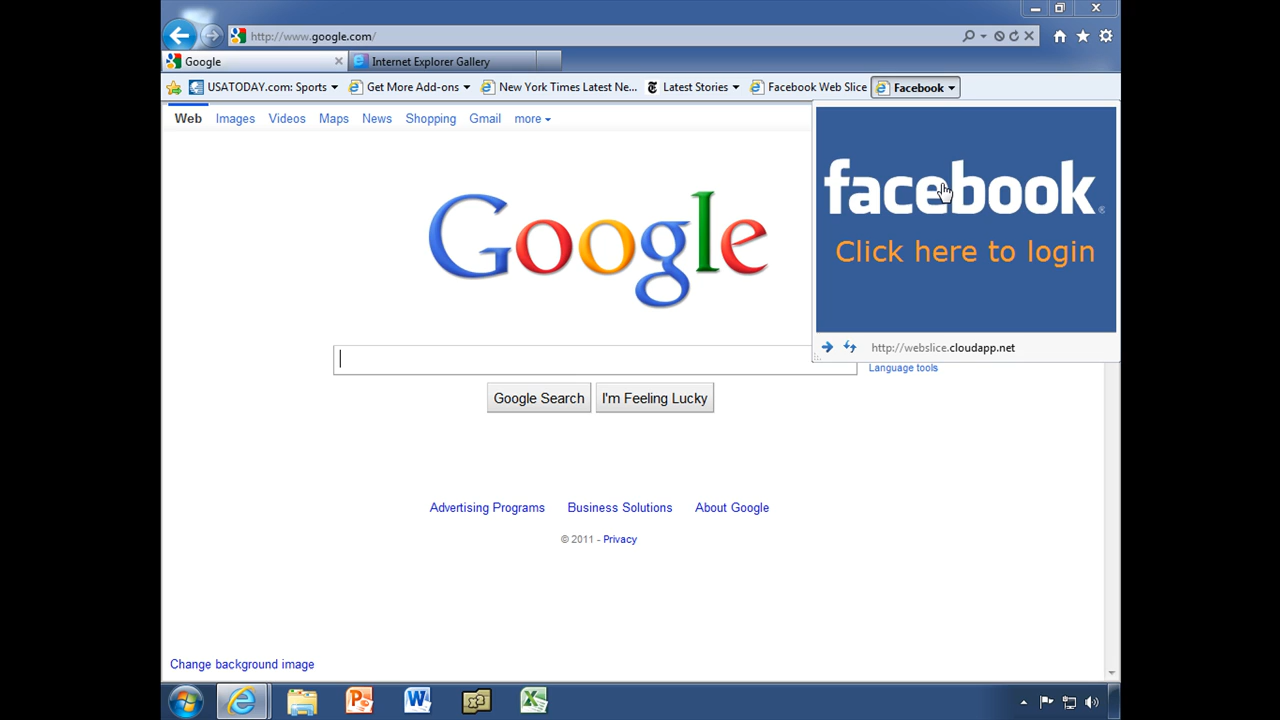 http://www.google.com/
Google
Internet Explorer Gallery
USATODAY.com: Sports
Get More Add-ons
New York Times Latest Ne...
Latest Stories
Facebook Web Slice
Facebook
Web Images Videos Maps News Shopping Gmail more
facebook®
Click here to login
http://webslice.cloudapp.net
Google
Language tools
Google Search
I'm Feeling Lucky
Advertising Programs
Business Solutions
About Google
© 2011 - Privacy
Change background image